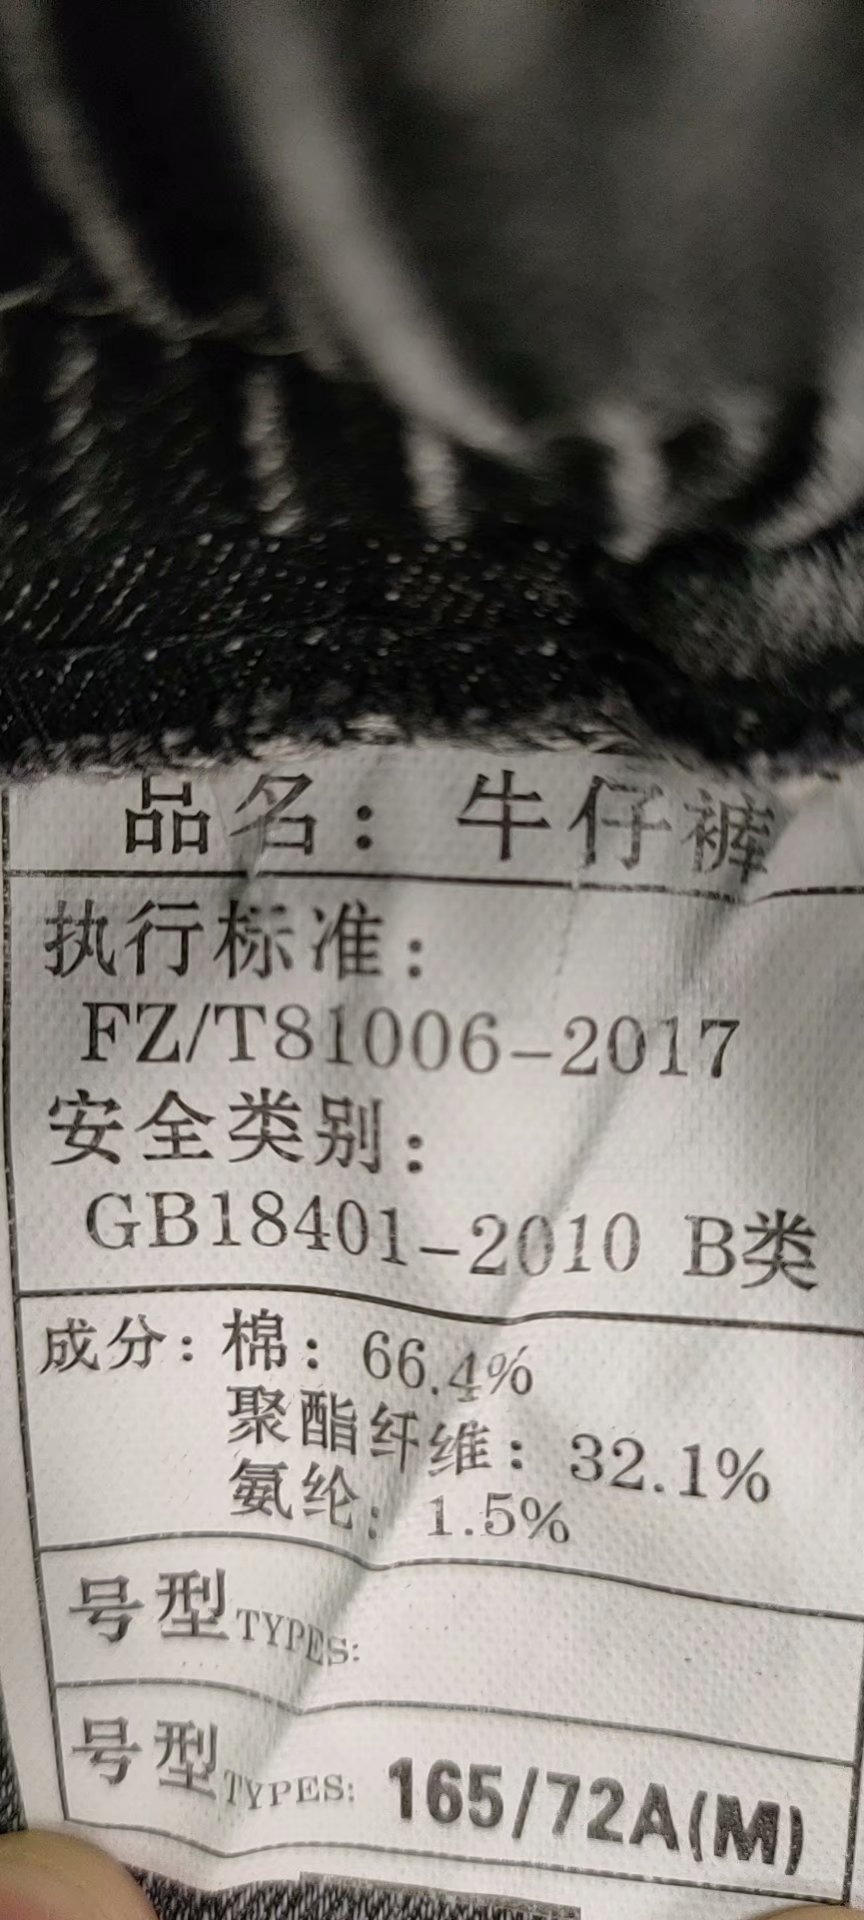 品名：牛仔裤
执行标准：
FZ/T81006-2017
安全类别：
GB18401-2010 B类
成分：棉：66.4%
聚酯纤维：32.1%
氨纶：1.5%
号型TYPES:
号型TYPES: 165/72A(M)